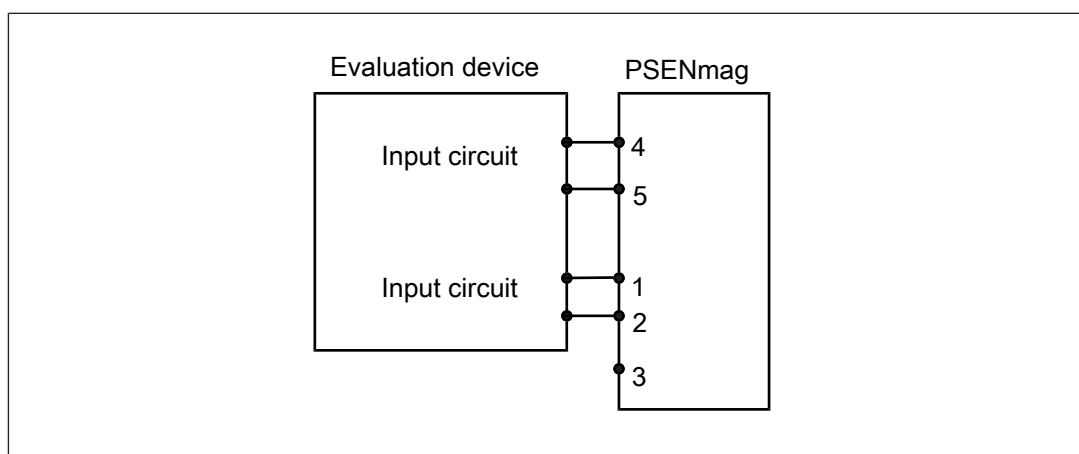 Evaluation device PSENmag
Input circuit 4
5
Input circuit 1
2
3